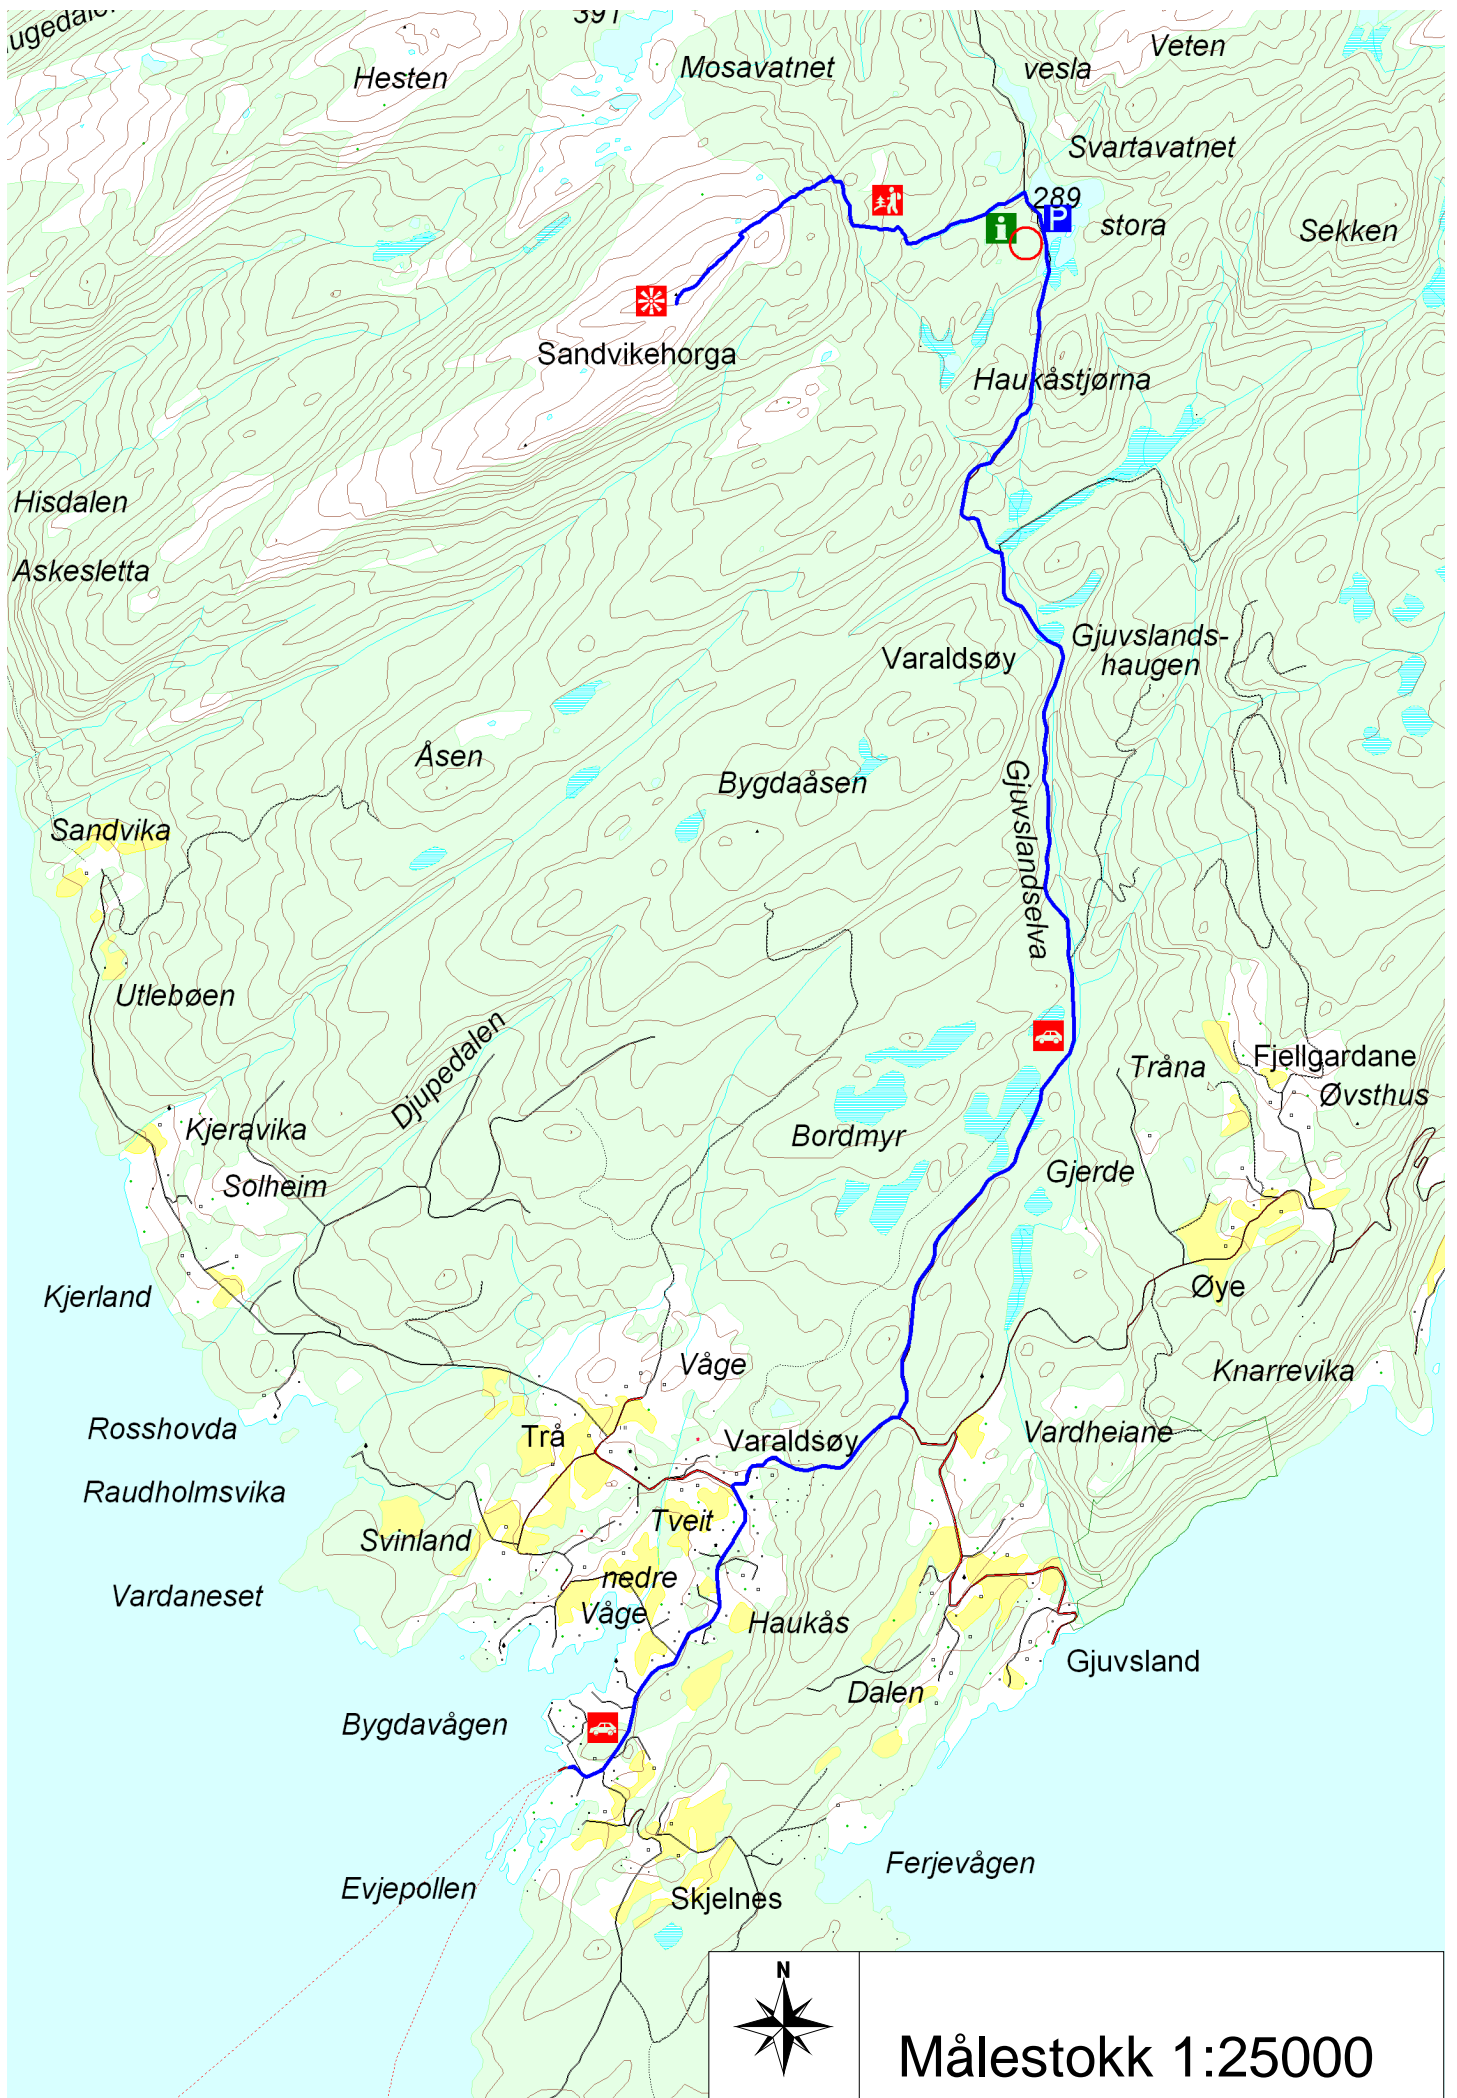 391
Hesten
Mosavatnet
vesla
Veten
Svartavatnet
289
P
stora
Sekken
i
Sandvikehorga
Haukåstjørna
Hisdalen
Askesletta
Varaldsøy
Gjuvslands-
haugen
Åsen
Bygdaåsen
Gjuvslandselva
Sandvika
Utlebøen
Djupedalen
Tråna
Fjellgardane
Øvsthus
Kjeravika
Bordmyr
Solheim
Gjerde
Kjerland
Øye
Våge
Knarrevika
Rosshovda
Trå
Varaldsøy
Vardheiane
Raudholmsvika
Svinland
Tveit
nedre
Våge
Vardaneset
Haukås
Gjuvsland
Dalen
Bygdavågen
Ferjevågen
Evjepollen
Skjelnes
N
Målestokk 1:25000